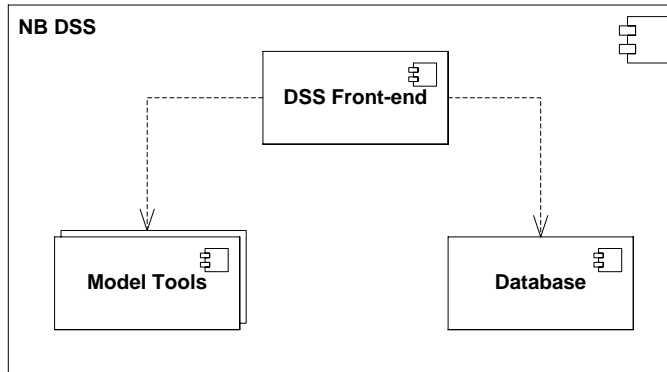 NB DSS
DSS Front-end
Model Tools
Database